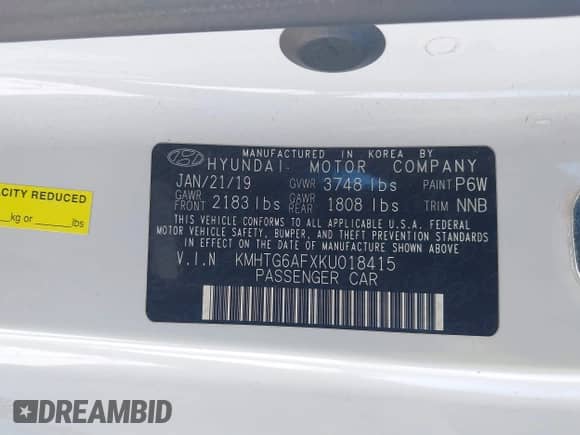 MANUFACTURED IN KOREA BY
HYUNDAI MOTOR COMPANY
JAN/21/19 GVWR 3748 lbs PAINT P6W
GAWR FRONT 2183 lbs GAWR REAR 1808 lbs TRIM NNB
THIS VEHICLE CONFORMS TO ALL APPLICABLE U.S.A. FEDERAL
MOTOR VEHICLE SAFETY, BUMPER, AND THEFT PREVENTION STANDARDS
IN EFFECT ON THE DATE OF MANUFACTURE SHOWN ABOVE
V.I.N KMHTG6AFXKU018415
PASSENGER CAR
CITY REDUCED
kg or lbs
DREAMBID